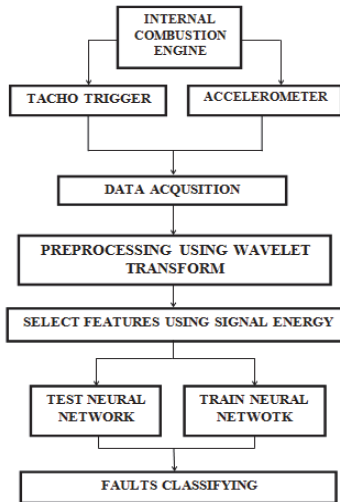 INTERNAL
COMBUSTION
ENGINE
TACHO TRIGGER
ACCELEROMETER
DATA ACQUSITION
PREPROCESSING USING WAVELET
TRANSFORM
SELECT FEATURES USING SIGNAL ENERGY
TEST NEURAL
NETWORK
TRAIN NEURAL
NETWOTK
FAULTS CLASSIFYING